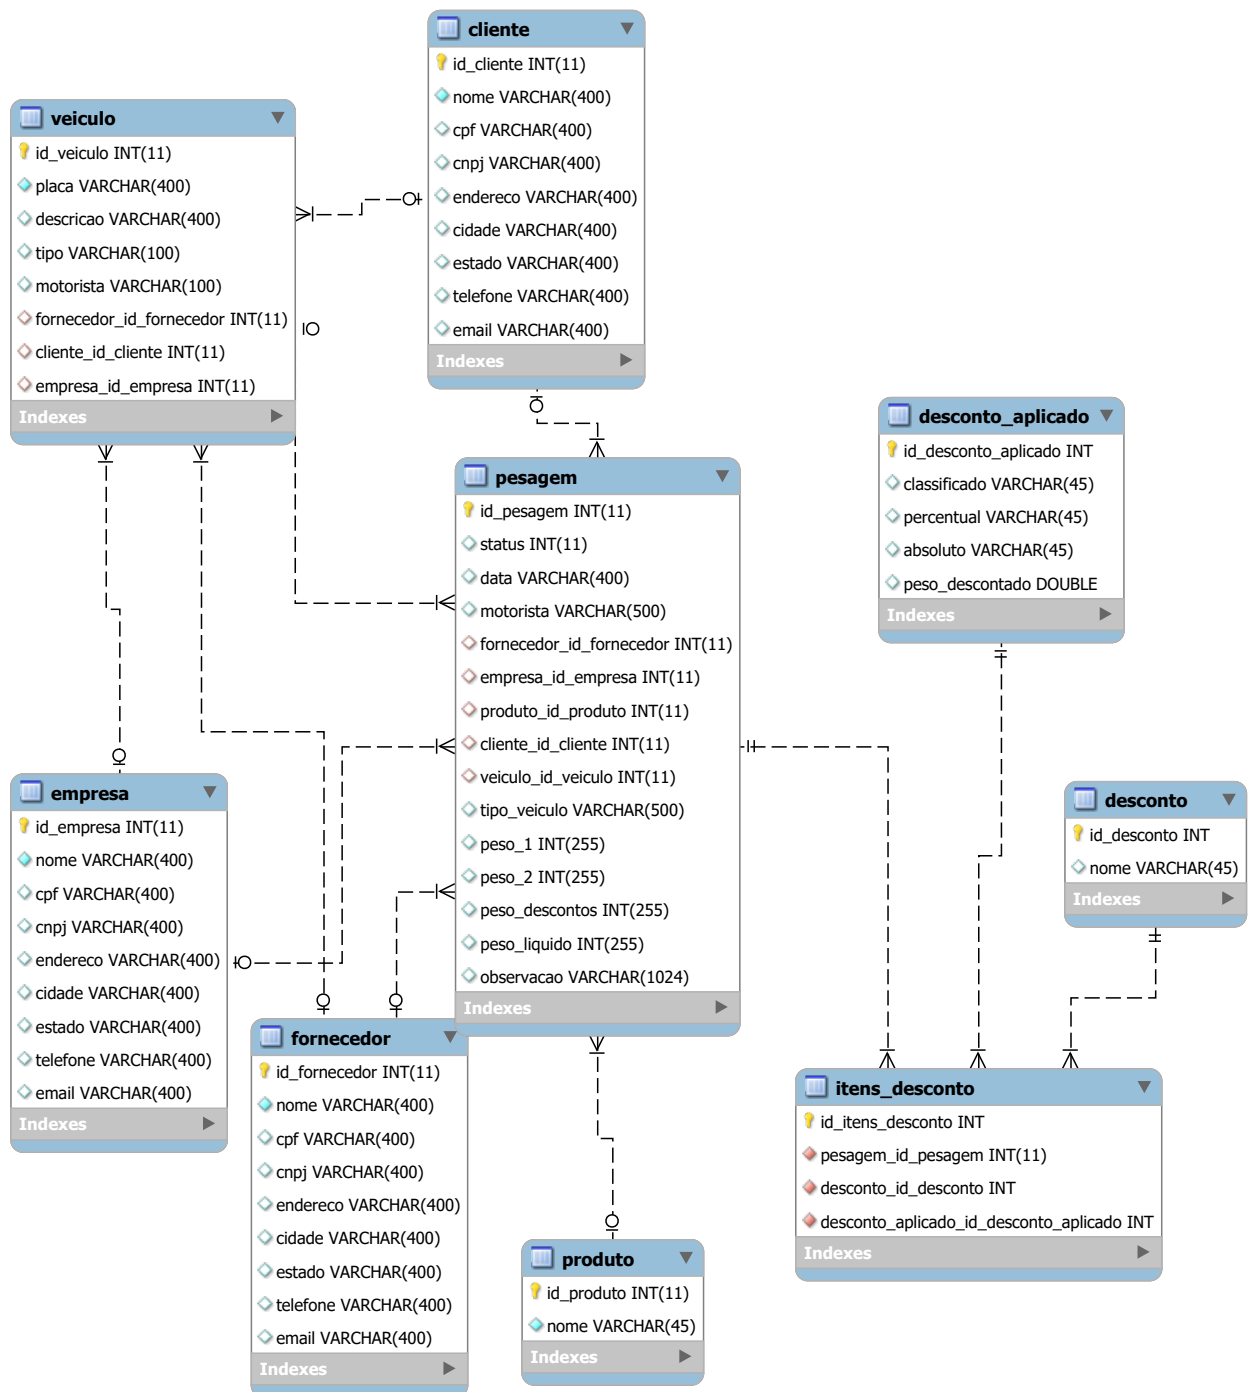 cliente
id_cliente INT(11)
nome VARCHAR(400)
cpf VARCHAR(400)
cnpj VARCHAR(400)
endereco VARCHAR(400)
cidade VARCHAR(400)
estado VARCHAR(400)
telefone VARCHAR(400)
email VARCHAR(400)
Indexes
veiculo
id_veiculo INT(11)
placa VARCHAR(400)
descricao VARCHAR(400)
tipo VARCHAR(100)
motorista VARCHAR(100)
fornecedor_id_fornecedor INT(11)
cliente_id_cliente INT(11)
empresa_id_empresa INT(11)
Indexes
desconto_aplicado
id_desconto_aplicado INT
classificado VARCHAR(45)
percentual VARCHAR(45)
absoluto VARCHAR(45)
peso_descontado DOUBLE
Indexes
pesagem
id_pesagem INT(11)
status INT(11)
data VARCHAR(400)
motorista VARCHAR(500)
fornecedor_id_fornecedor INT(11)
empresa_id_empresa INT(11)
produto_id_produto INT(11)
cliente_id_cliente INT(11)
veiculo_id_veiculo INT(11)
tipo_veiculo VARCHAR(500)
peso_1 INT(255)
peso_2 INT(255)
peso_descontos INT(255)
peso_liquido INT(255)
observacao VARCHAR(1024)
Indexes
empresa
id_empresa INT(11)
nome VARCHAR(400)
cpf VARCHAR(400)
cnpj VARCHAR(400)
endereco VARCHAR(400)
cidade VARCHAR(400)
estado VARCHAR(400)
telefone VARCHAR(400)
email VARCHAR(400)
Indexes
desconto
id_desconto INT
nome VARCHAR(45)
Indexes
fornecedor
id_fornecedor INT(11)
nome VARCHAR(400)
cpf VARCHAR(400)
cnpj VARCHAR(400)
endereco VARCHAR(400)
cidade VARCHAR(400)
estado VARCHAR(400)
telefone VARCHAR(400)
email VARCHAR(400)
Indexes
itens_desconto
id_itens_desconto INT
pesagem_id_pesagem INT(11)
desconto_id_desconto INT
desconto_aplicado_id_desconto_aplicado INT
Indexes
produto
id_produto INT(11)
nome VARCHAR(45)
Indexes